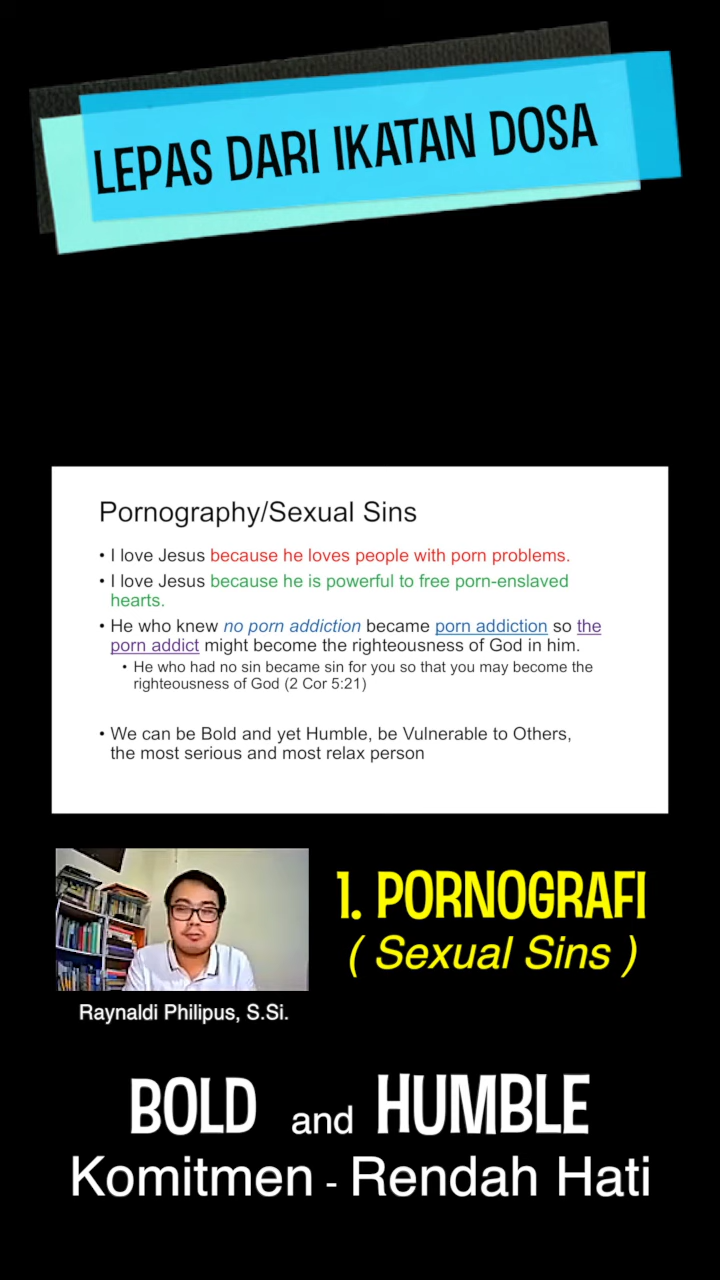 LEPAS DARI IKATAN DOSA
Pornography/Sexual Sins
• I love Jesus because he loves people with porn problems.
• I love Jesus because he is powerful to free porn-enslaved
hearts.
• He who knew no porn addiction became porn addiction so the
porn addict might become the righteousness of God in him.
• He who had no sin became sin for you so that you may become the
righteousness of God (2 Cor 5:21)
• We can be Bold and yet Humble, be Vulnerable to Others,
the most serious and most relax person
1. PORNOGRAFI
( Sexual Sins )
Raynaldi Philipus, S.Si.
BOLD and HUMBLE
Komitmen - Rendah Hati